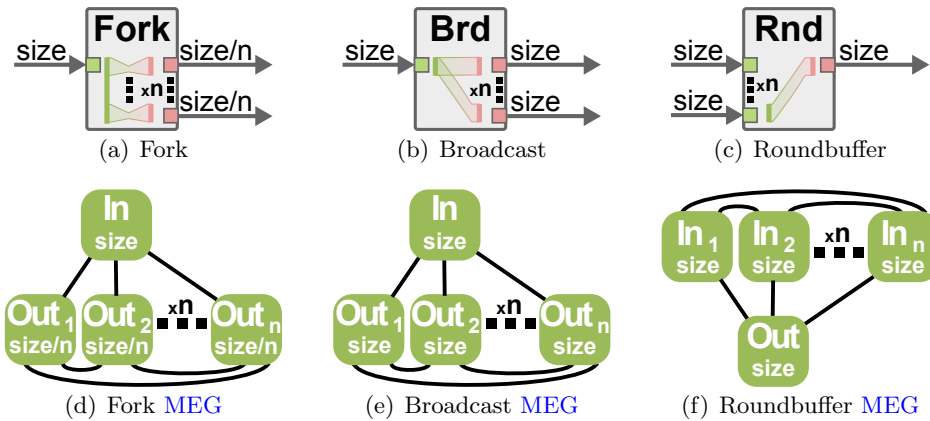 Fork
size
size/n
xn
size/n
(a) Fork
Brd
size
size
xn
size
(b) Broadcast
Rnd
size
size
xn
size
(c) Roundbuffer
In
size
Out 1
size/n
Out 2
size/n
xn
Out n
size/n
(d) Fork MEG
In
size
Out 1
size
Out 2
size
xn
Out n
size
(e) Broadcast MEG
In 1
size
In 2
size
xn
In n
size
Out
size
(f) Roundbuffer MEG